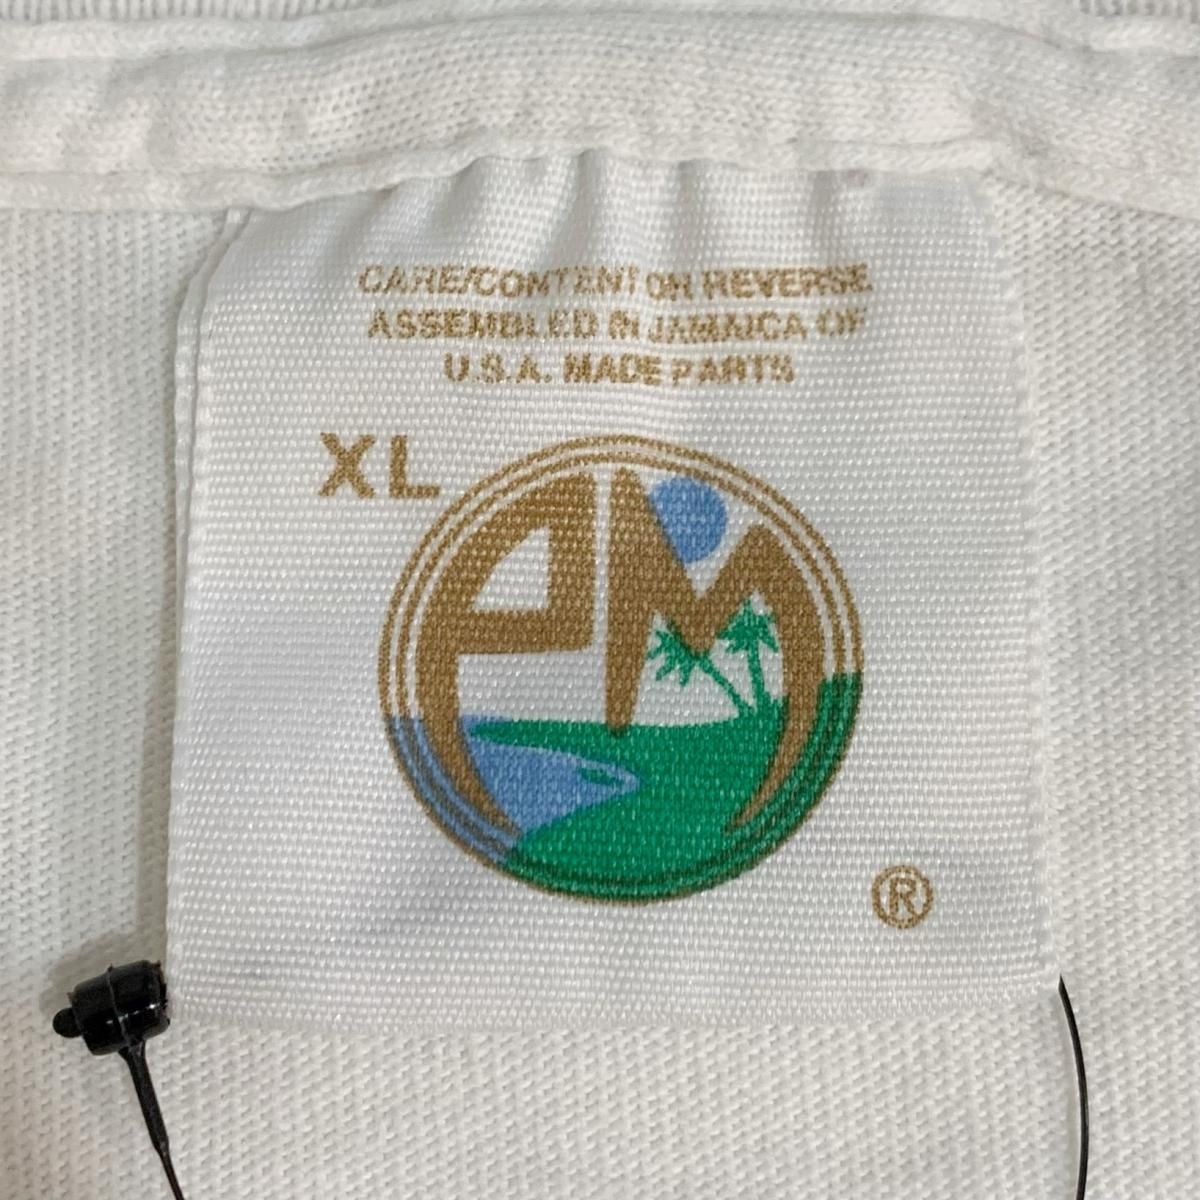 CARE/CONTENT ON REVERSE
ASSEMBLED IN JAMAICA OF
U.S.A. MADE PARTS
XL
PM
®